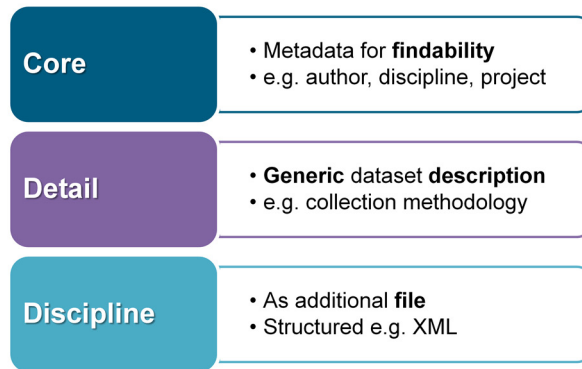 Core
• Metadata for findability
• e.g. author, discipline, project
Detail
• Generic dataset description
• e.g. collection methodology
Discipline
• As additional file
• Structured e.g. XML